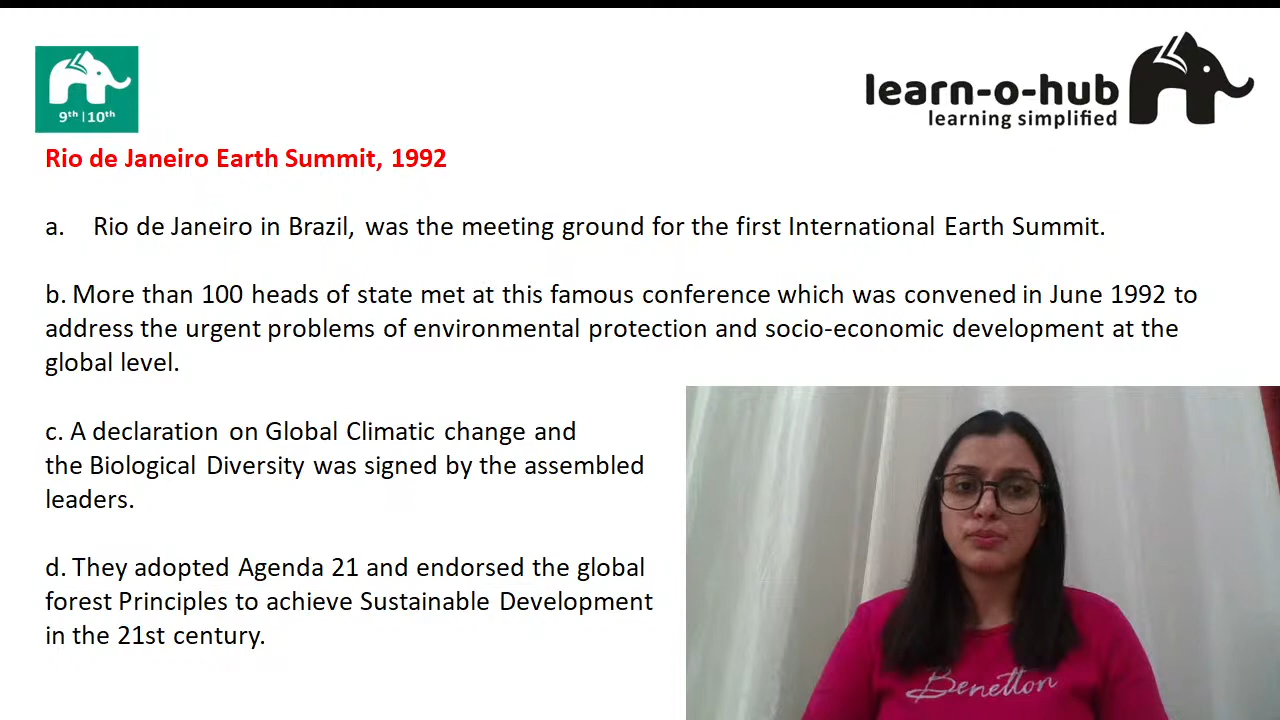 9th | 10th
learn-o-hub
learning simplified
Rio de Janeiro Earth Summit, 1992
a. Rio de Janeiro in Brazil, was the meeting ground for the first International Earth Summit.
b. More than 100 heads of state met at this famous conference which was convened in June 1992 to
address the urgent problems of environmental protection and socio-economic development at the
global level.
c. A declaration on Global Climatic change and
the Biological Diversity was signed by the assembled
leaders.
d. They adopted Agenda 21 and endorsed the global
forest Principles to achieve Sustainable Development
in the 21st century.
Benetton